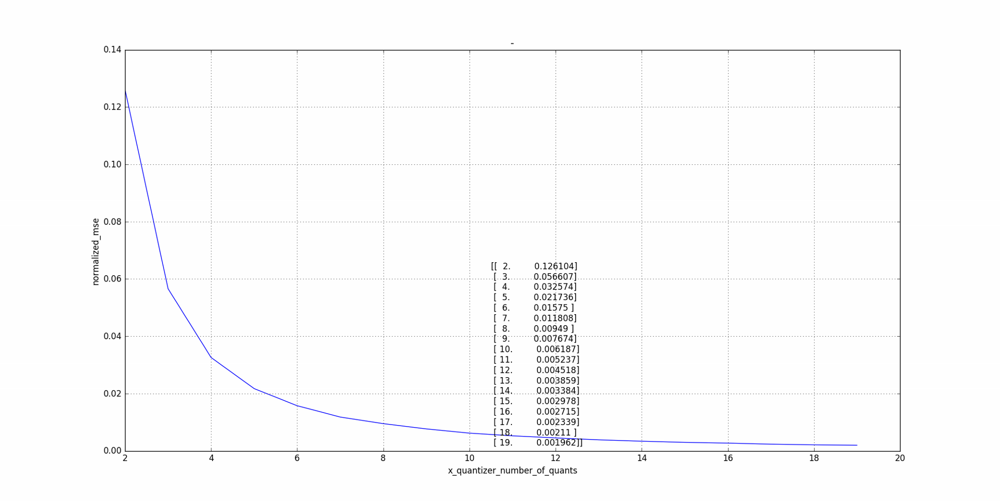 -
0.14
0.12
0.10
0.08
0.06
0.04
0.02
0.00
normalized_mse
[[ 2. 0.126104]
[ 3. 0.056607]
[ 4. 0.032574]
[ 5. 0.021736]
[ 6. 0.01575 ]
[ 7. 0.011808]
[ 8. 0.00949 ]
[ 9. 0.007674]
[ 10. 0.006187]
[ 11. 0.005237]
[ 12. 0.004518]
[ 13. 0.003859]
[ 14. 0.003384]
[ 15. 0.002978]
[ 16. 0.002715]
[ 17. 0.002339]
[ 18. 0.00211 ]
[ 19. 0.001962]]
2 4 6 8 10 12 14 16 18 20
x_quantizer_number_of_quants